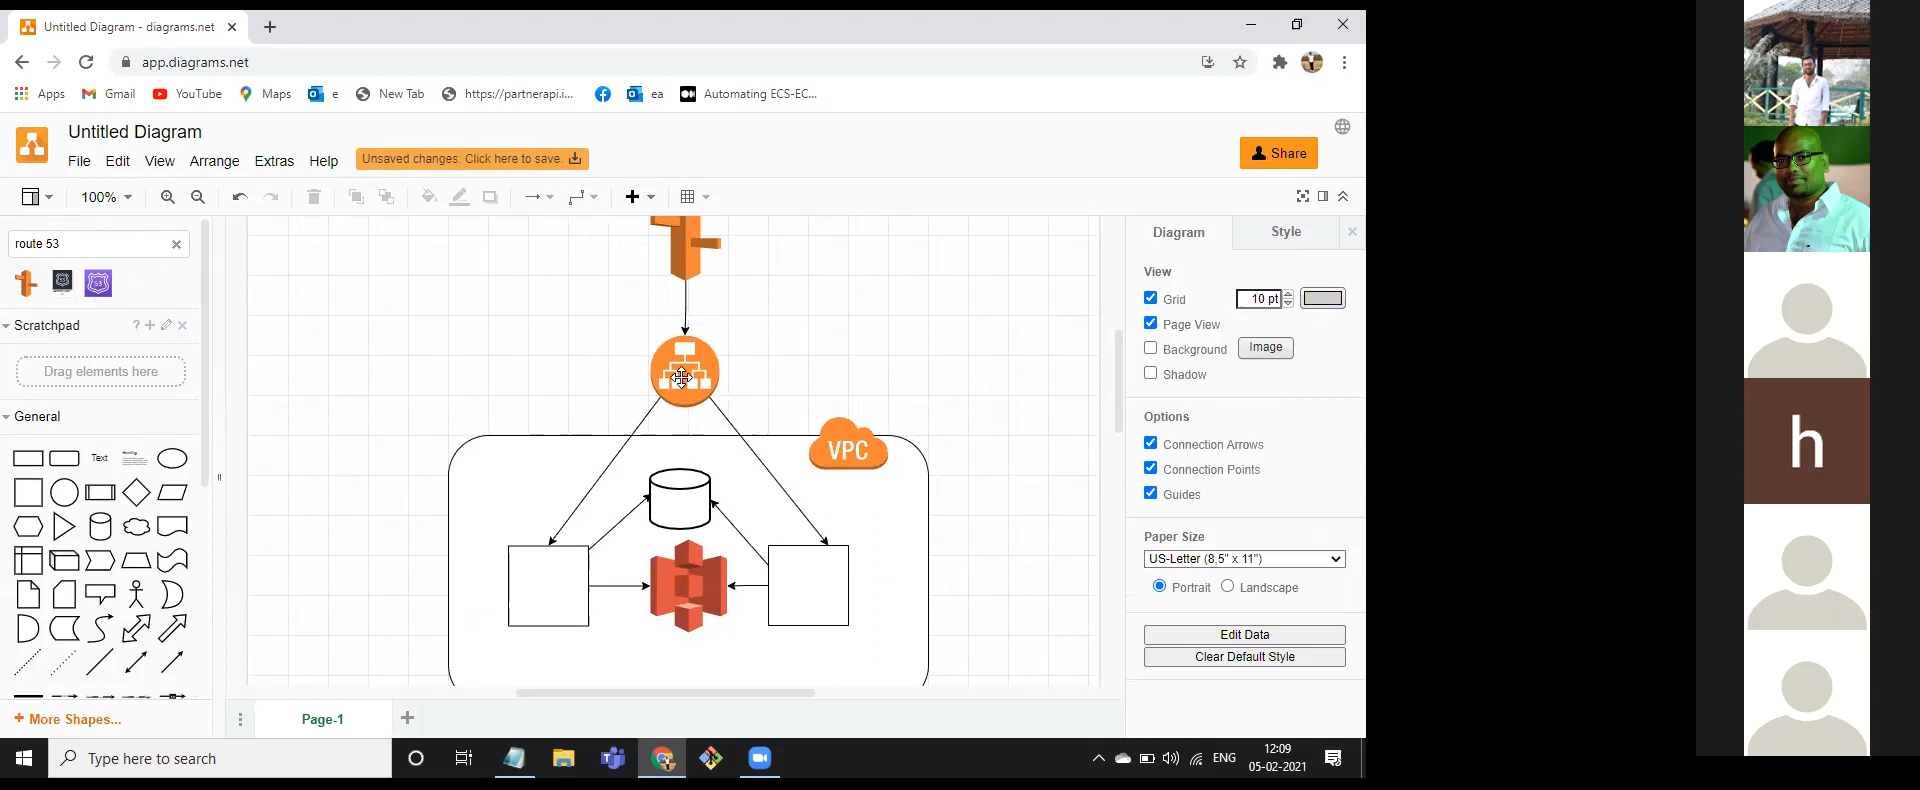 Untitled Diagram - diagrams.net
app.diagrams.net
Apps
Gmail
YouTube
Maps
e
New Tab
https://partnerapi.i...
ea
Automating ECS-EC...
Untitled Diagram
File
Edit
View
Arrange
Extras
Help
Unsaved changes. Click here to save.
Share
100%
route 53
Diagram
Style
View
Grid
10 pt
Page View
Background
Image
Shadow
Scratchpad
?
Drag elements here
General
Text
Heading
Options
Connection Arrows
Connection Points
Guides
VPC
Paper Size
US-Letter (8,5" x 11")
Portrait
Landscape
Edit Data
Clear Default Style
More Shapes...
Page-1
Type here to search
ENG
12:09
05-02-2021
h